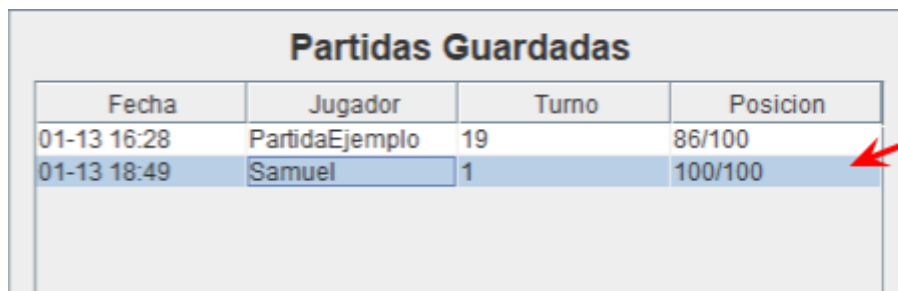 Partidas Guardadas
Fecha Jugador Turno Posicion
01-13 16:28 PartidaEjemplo 19 86/100
01-13 18:49 Samuel 1 100/100